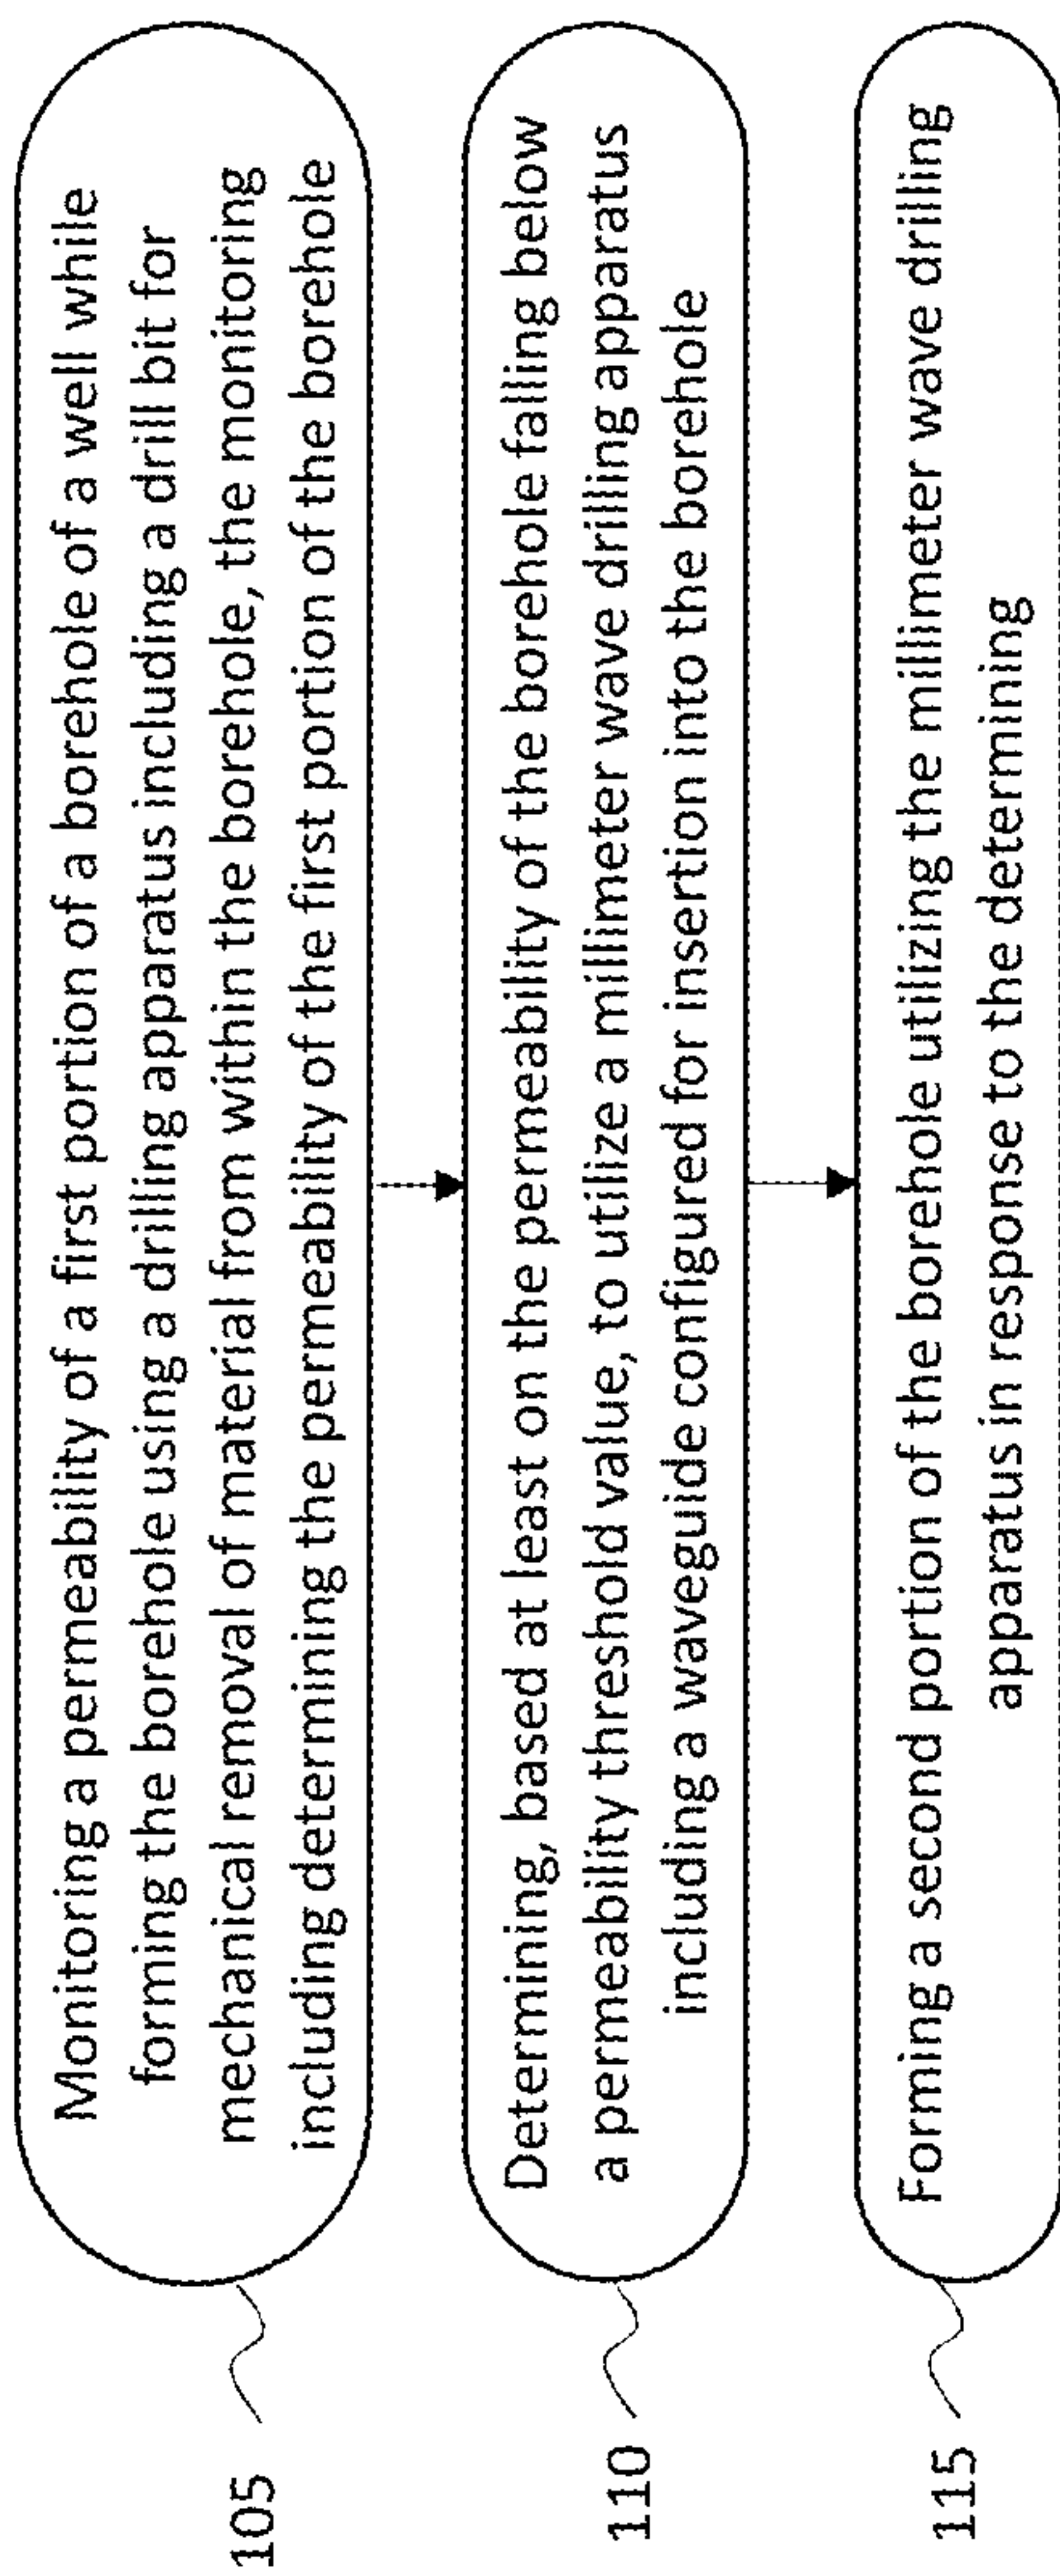 105
Monitoring a permeability of a first portion of a borehole of a well while
forming the borehole using a drilling apparatus including a drill bit for
mechanical removal of material from within the borehole, the monitoring
including determining the permeability of the first portion of the borehole
110
Determining, based at least on the permeability of the borehole falling below
a permeability threshold value, to utilize a millimeter wave drilling apparatus
including a waveguide configured for insertion into the borehole
115
Forming a second portion of the borehole utilizing the millimeter wave drilling
apparatus in response to the determining